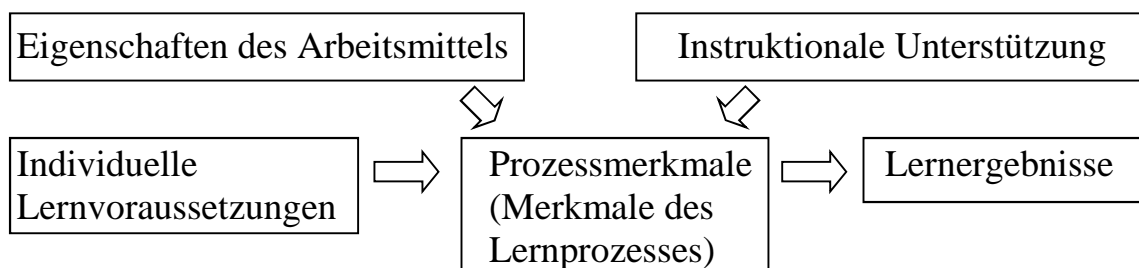 Eigenschaften des Arbeitsmittels
Instruktionale Unterstützung
Individuelle
Lernvoraussetzungen
Prozessmerkmale
(Merkmale des
Lernprozesses)
Lernergebnisse